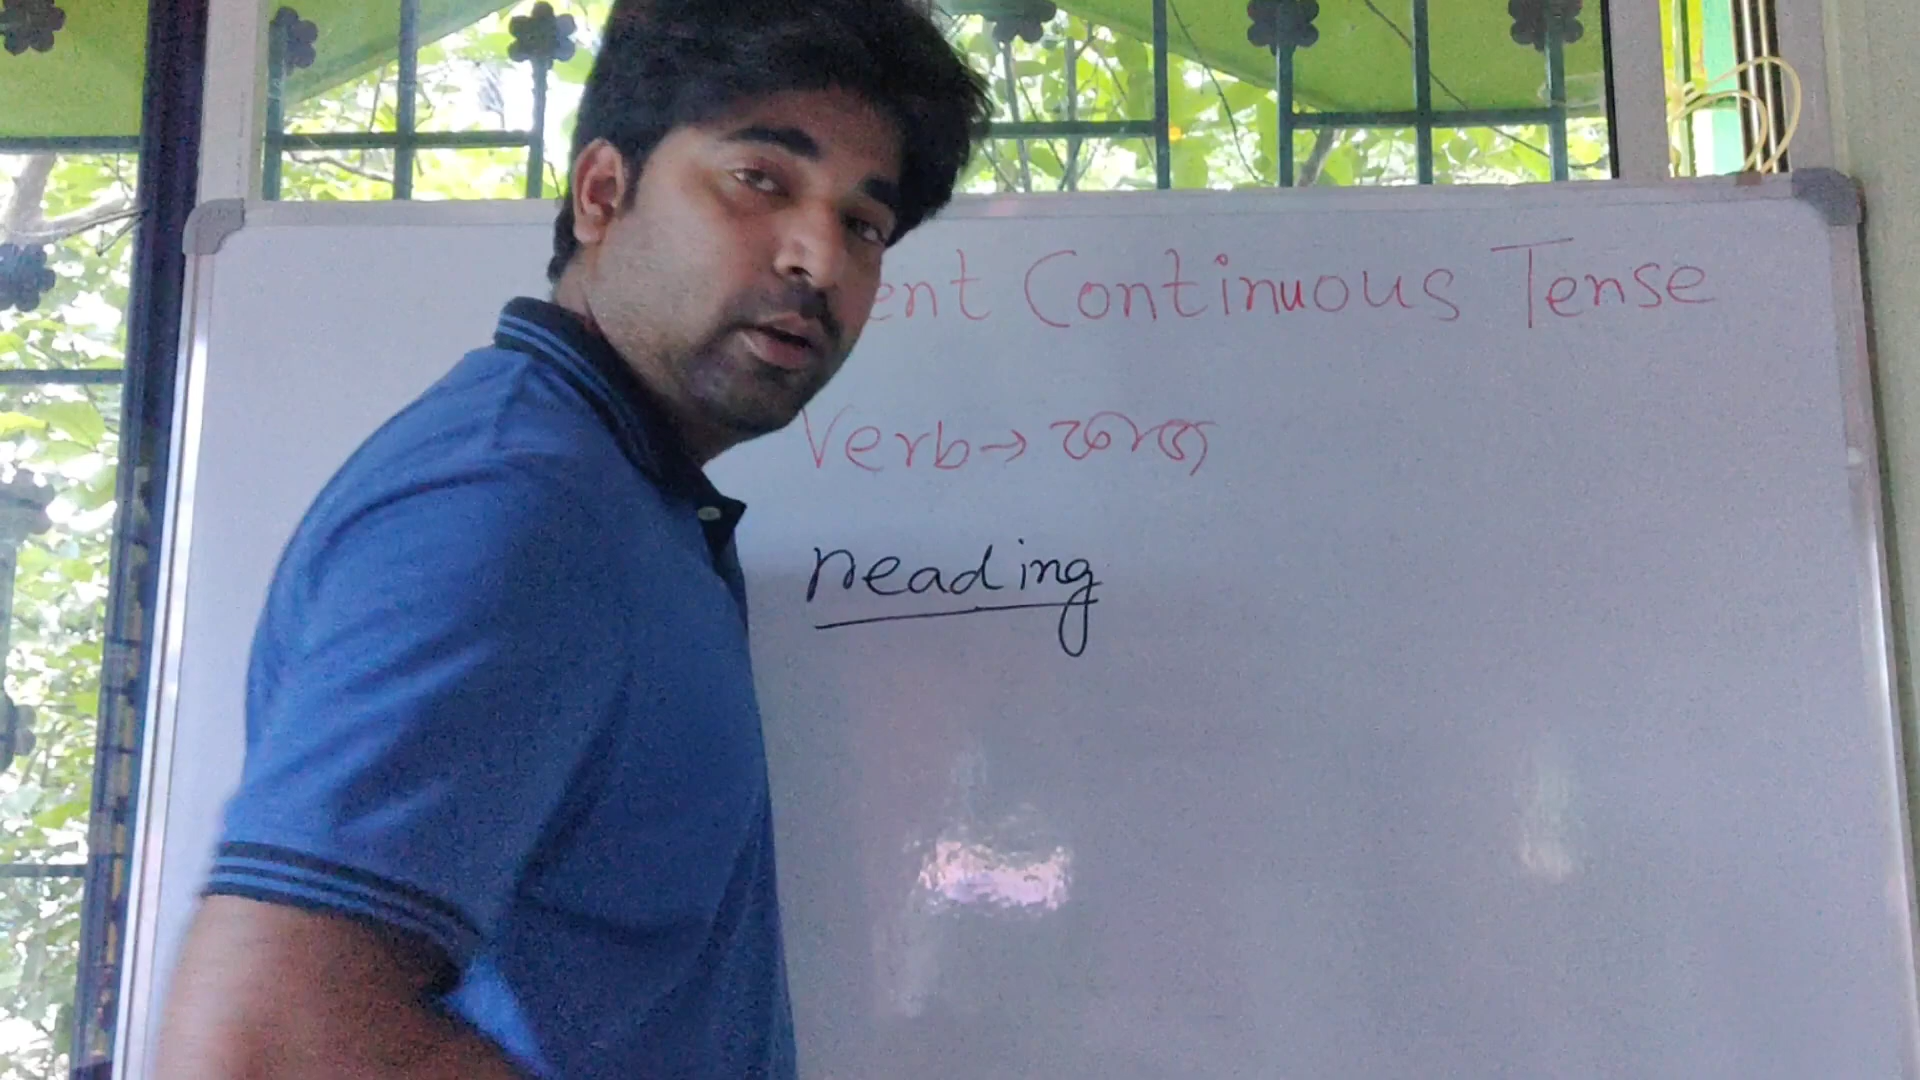 ent Continuous Tense
Verb→ কাজ
reading